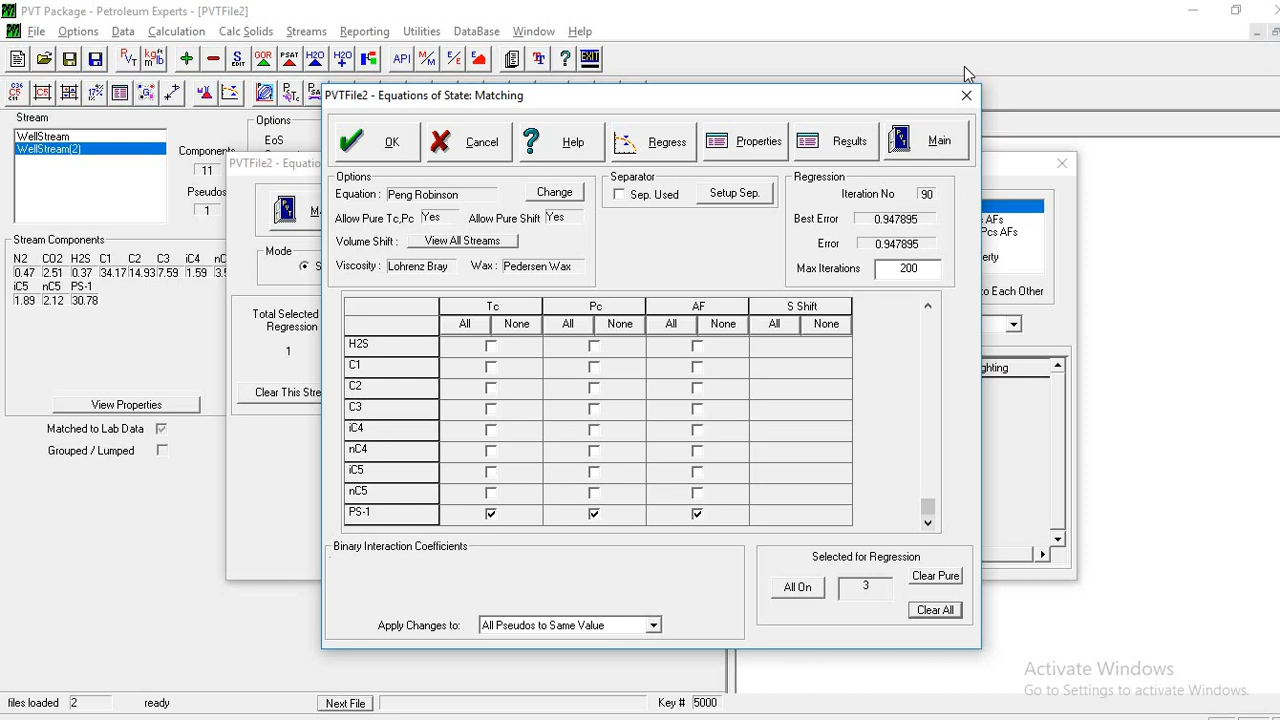 PVT Package - Petroleum Experts - [PVTFile2]
File Options Data Calculation Calc Solids Streams Reporting Utilities DataBase Window Help
Stream
WellStream
WellStream(2)
Components
11
Pseudos
1
Options
EoS
Stream Components
N2 CO2 H2S C1 C2 C3 iC4
0.47 2.51 0.37 34.17 14.93 7.59 1.59
iC5 nC5 PS-1
1.89 2.12 30.78
View Properties
Matched to Lab Data
Grouped / Lumped
PVTFile2 - Equatio
Mode
Total Selected
Regression
1
Clear This Stre
PVTFile2 - Equations of State: Matching
OK Cancel Help Regress Properties Results Main
Options
Equation : Peng Robinson Change
Allow Pure Tc,Pc Yes Allow Pure Shift Yes
Volume Shift : View All Streams
Viscosity : Lohrenz Bray Wax : Pedersen Wax
Separator
Sep. Used Setup Sep.
Regression
Iteration No 90
Best Error 0.947895
Error 0.947895
Max Iterations 200
Tc Pc AF S Shift
All None All None All None All None
H2S
C1
C2
C3
iC4
nC4
iC5
nC5
PS-1
Binary Interaction Coefficients
Apply Changes to: All Pseudos to Same Value
Selected for Regression
All On 3 Clear Pure
Clear All
AFs
Pcs AFs
erty
o Each Other
ghting
Activate Windows
Go to Settings to activate Windows.
files loaded 2 ready Next File Key # 5000